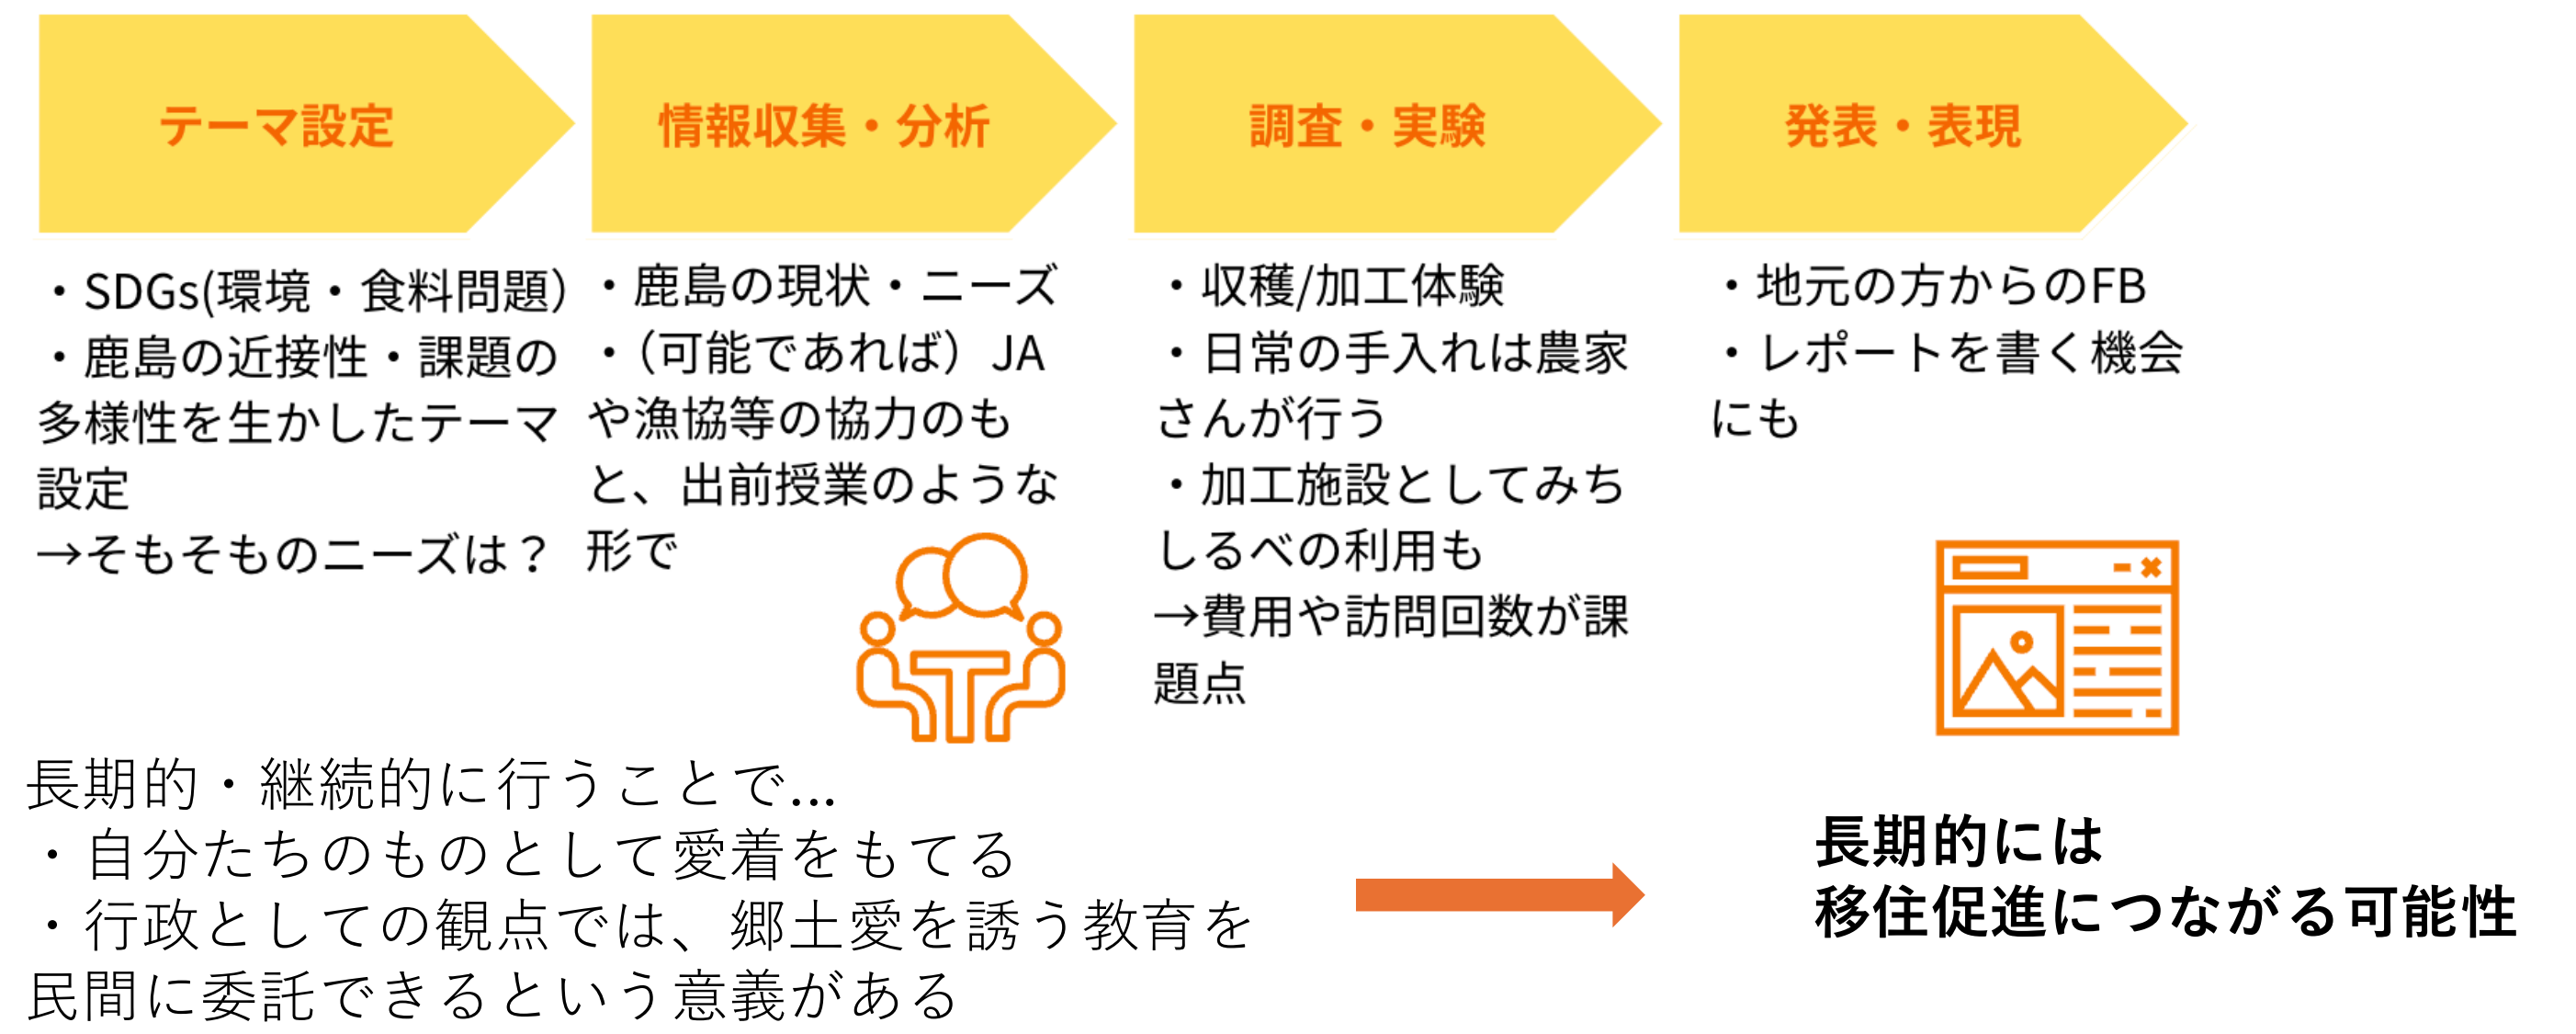 テーマ設定
・SDGs(環境・食料問題）
・鹿島の近接性・課題の
多様性を生かしたテーマ
設定
→そもそものニーズは？
情報収集・分析
・鹿島の現状・ニーズ
・（可能であれば）JA
や漁協等の協力のも
と、出前授業のような
形で
調査・実験
・収穫/加工体験
・日常の手入れは農家
さんが行う
・加工施設としてみち
しるべの利用も
→費用や訪問回数が課
題点
発表・表現
・地元の方からのFB
・レポートを書く機会
にも
長期的・継続的に行うことで...
・自分たちのものとして愛着をもてる
・行政としての観点では、郷土愛を誘う教育を
民間に委託できるという意義がある
長期的には
移住促進につながる可能性